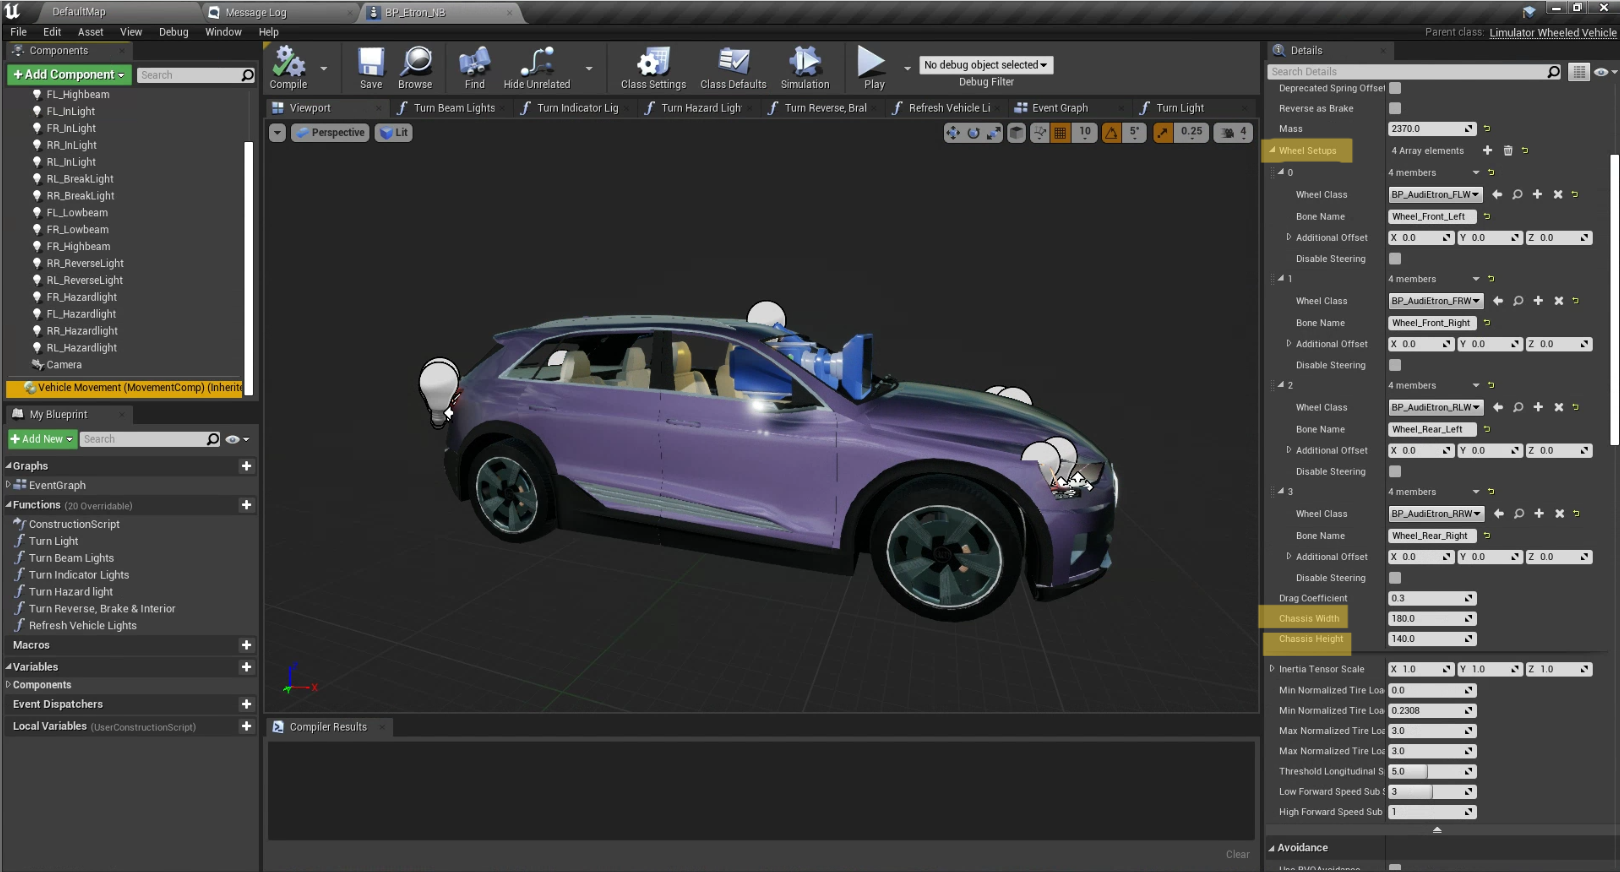 DefaultMap
Message Log
BP_Etron_NB
File Edit Asset View Debug Window Help
Parent class: Limulator Wheeled Vehicle
Components
+Add Component
Search
FL_Highbeam
FL_InLight
FR_InLight
RR_InLight
RL_InLight
RL_BreakLight
RR_BreakLight
FL_Lowbeam
FR_Lowbeam
FR_Highbeam
RR_ReverseLight
RL_ReverseLight
FR_Hazardlight
FL_Hazardlight
RR_Hazardlight
RL_Hazardlight
Camera
Vehicle Movement (MovementComp) (Inherite
My Blueprint
+Add New
Search
Graphs
EventGraph
Functions (20 Overridable)
ConstructionScript
Turn Light
Turn Beam Lights
Turn Indicator Lights
Turn Hazard light
Turn Reverse, Brake & Interior
Refresh Vehicle Lights
Macros
Variables
Components
Event Dispatchers
Local Variables (UserConstructionScript)
Compile Save Browse Find Hide Unrelated Class Settings Class Defaults Simulation Play
No debug object selected
Debug Filter
Viewport Turn Beam Lights Turn Indicator Lig Turn Hazard Ligh Turn Reverse, Bral Refresh Vehicle Li Event Graph Turn Light
Perspective Lit
10 5° 0.25 4
Z
X
Compiler Results
Clear
Details
Search Details
Deprecated Spring Offset
Reverse as Brake
Mass 2370.0
Wheel Setups 4 Array elements
0 4 members
Wheel Class BP_AudiEtron_FLW
Bone Name Wheel_Front_Left
Additional Offset X 0.0 Y 0.0 Z 0.0
Disable Steering
1 4 members
Wheel Class BP_AudiEtron_FRW
Bone Name Wheel_Front_Right
Additional Offset X 0.0 Y 0.0 Z 0.0
Disable Steering
2 4 members
Wheel Class BP_AudiEtron_RLW
Bone Name Wheel_Rear_Left
Additional Offset X 0.0 Y 0.0 Z 0.0
Disable Steering
3 4 members
Wheel Class BP_AudiEtron_RRW
Bone Name Wheel_Rear_Right
Additional Offset X 0.0 Y 0.0 Z 0.0
Disable Steering
Drag Coefficient 0.3
Chassis Width 180.0
Chassis Height 140.0
Inertia Tensor Scale X 1.0 Y 1.0 Z 1.0
Min Normalized Tire Loa 0.0
Min Normalized Tire Loa 0.2308
Max Normalized Tire Loa 3.0
Max Normalized Tire Loa 3.0
Threshold Longitudinal S 5.0
Low Forward Speed Sub S 3
High Forward Speed Sub 1
Avoidance